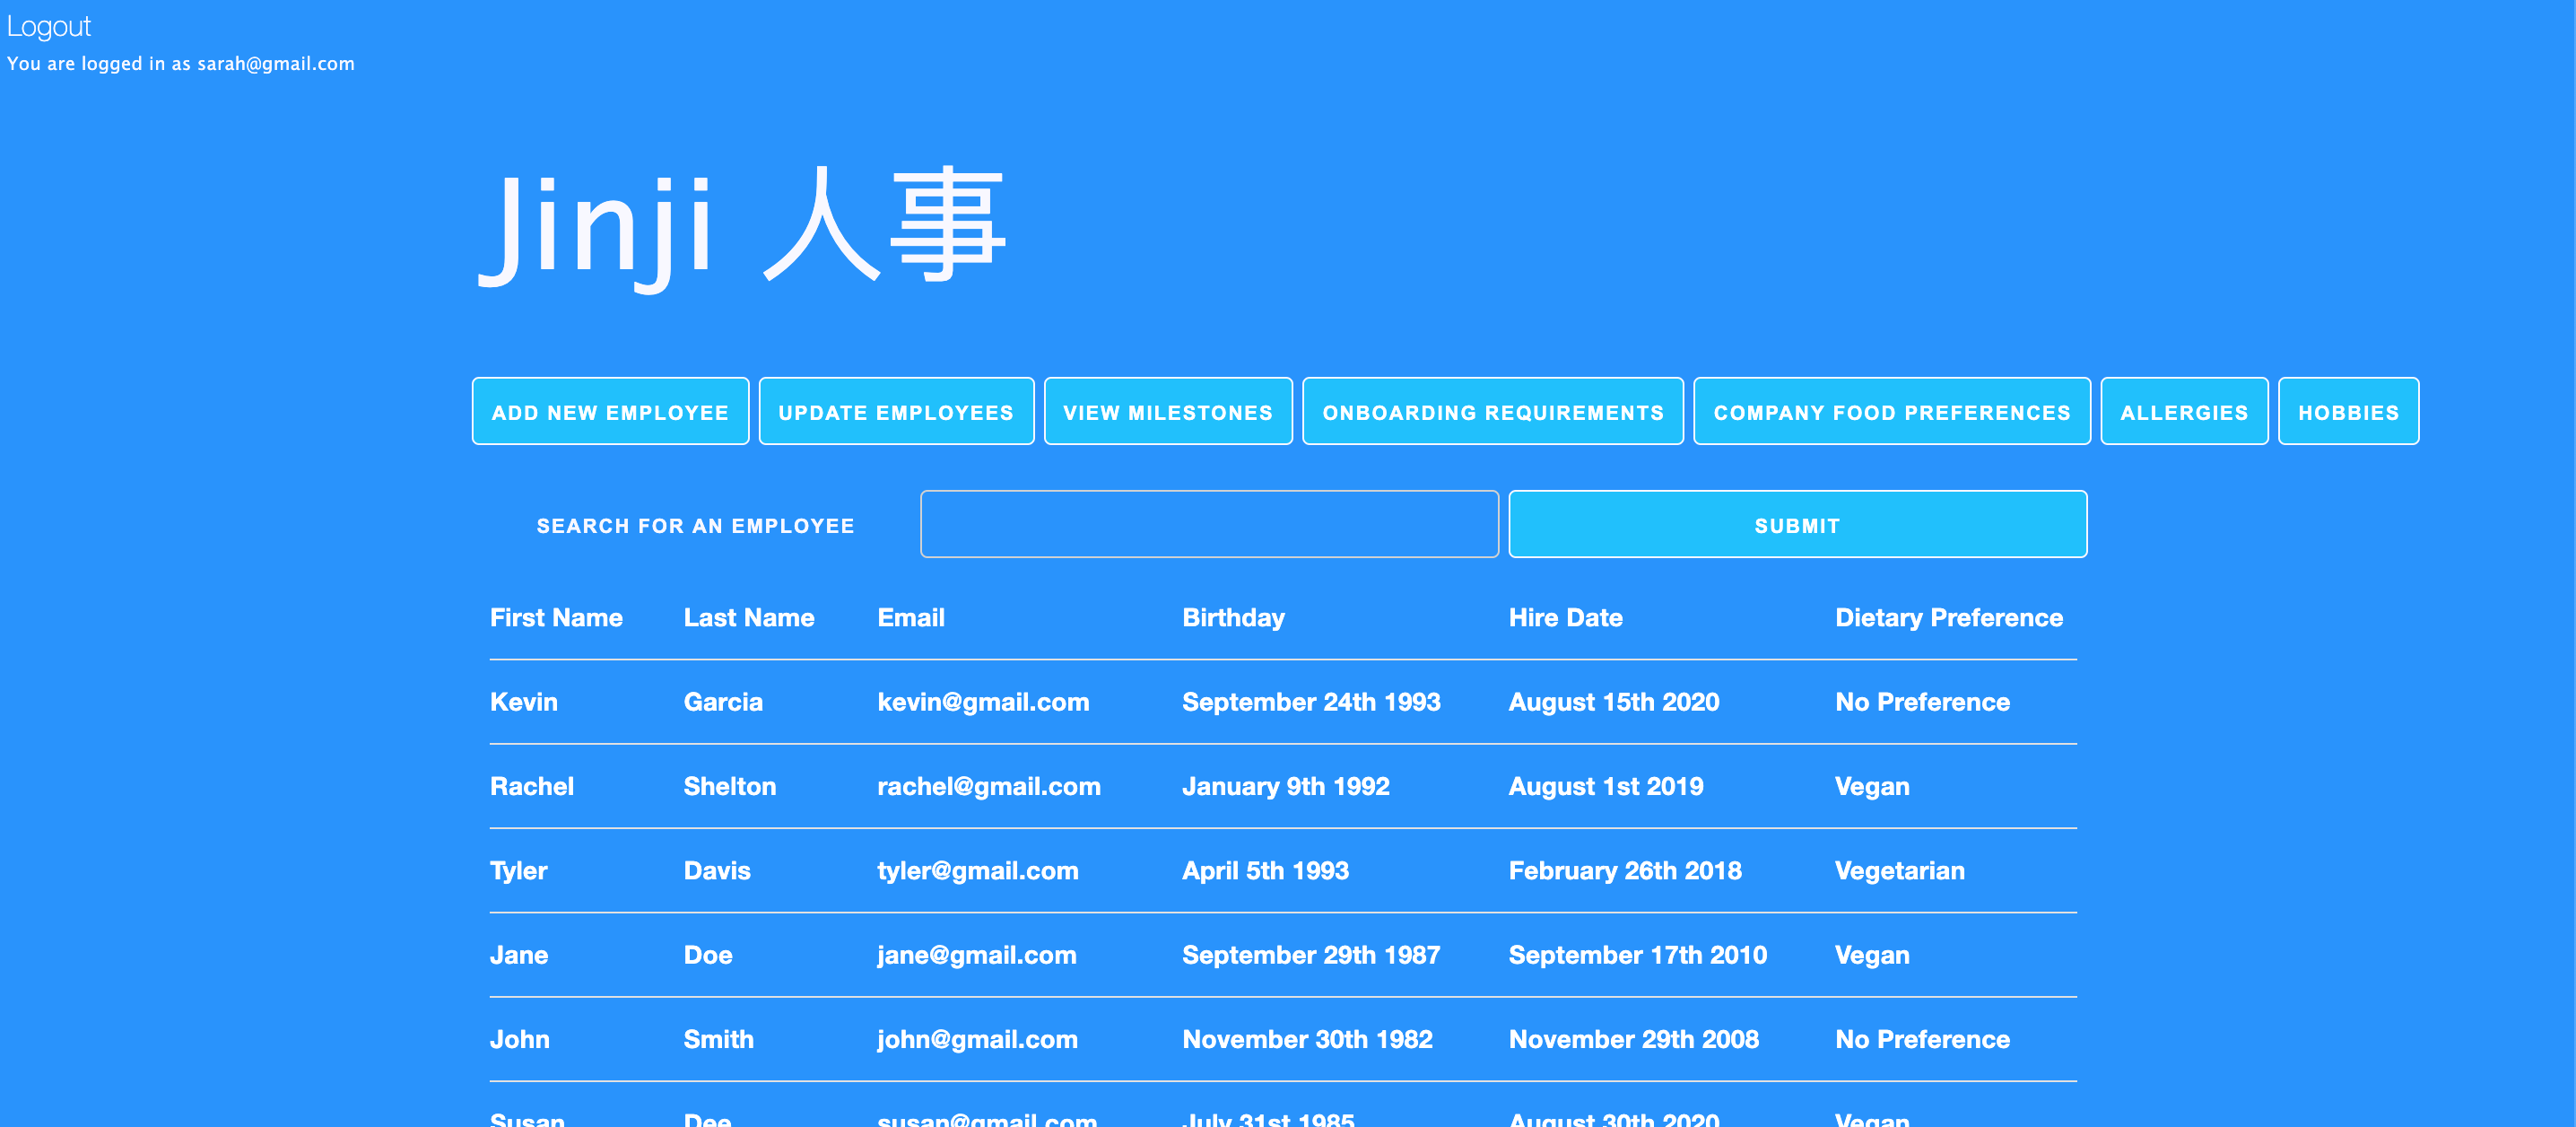 Logout
You are logged in as sarah@gmail.com
Jinji 人事
ADD NEW EMPLOYEE UPDATE EMPLOYEES VIEW MILESTONES ONBOARDING REQUIREMENTS COMPANY FOOD PREFERENCES ALLERGIES HOBBIES
SEARCH FOR AN EMPLOYEE SUBMIT
First Name Last Name Email Birthday Hire Date Dietary Preference
Kevin Garcia kevin@gmail.com September 24th 1993 August 15th 2020 No Preference
Rachel Shelton rachel@gmail.com January 9th 1992 August 1st 2019 Vegan
Tyler Davis tyler@gmail.com April 5th 1993 February 26th 2018 Vegetarian
Jane Doe jane@gmail.com September 29th 1987 September 17th 2010 Vegan
John Smith john@gmail.com November 30th 1982 November 29th 2008 No Preference
Susan Dee susan@gmail.com July 31st 1985 August 30th 2020 Vegan